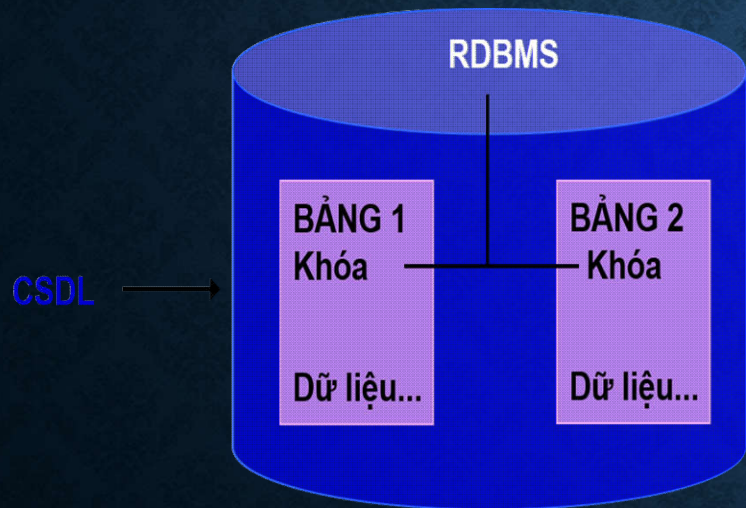 RDBMS
BẢNG 1
Khóa
Dữ liệu...
BẢNG 2
Khóa
Dữ liệu...
CSDL